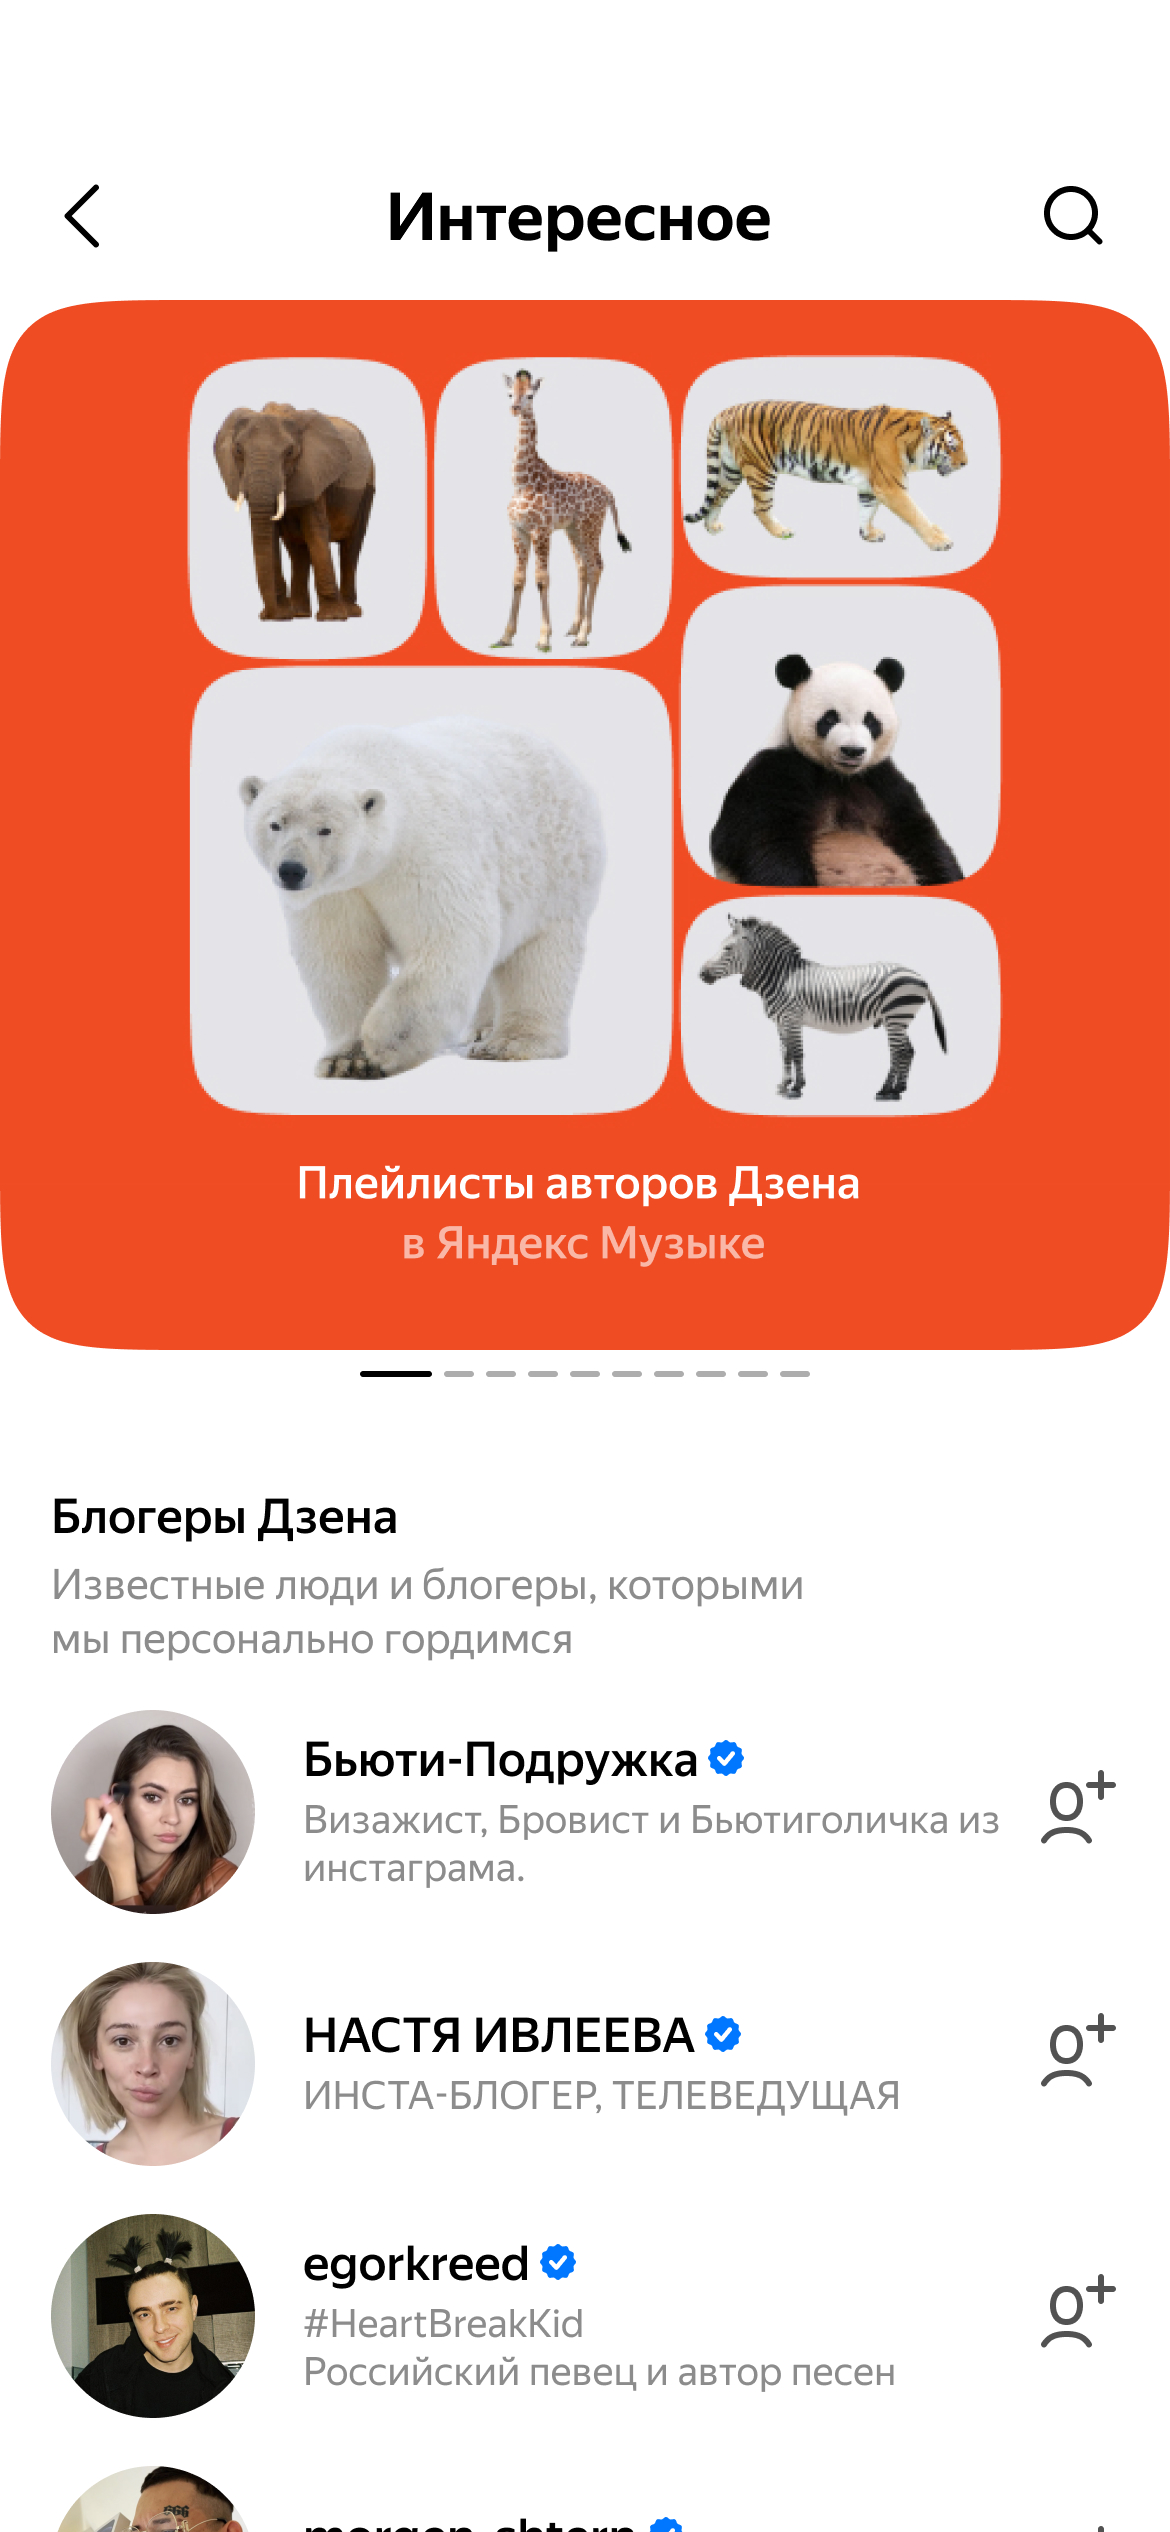 Интересное
Плейлисты авторов Дзена
в Яндекс Музыке
Блогеры Дзена
Известные люди и блогеры, которыми
мы персонально гордимся
Бьюти-Подружка
Визажист, Бровист и Бьютиголичка из
инстаграма.
НАСТЯ ИВЛЕЕВА
ИНСТА-БЛОГЕР, ТЕЛЕВЕДУЩАЯ
egorkreed
#HeartBreakKid
Российский певец и автор песен
666